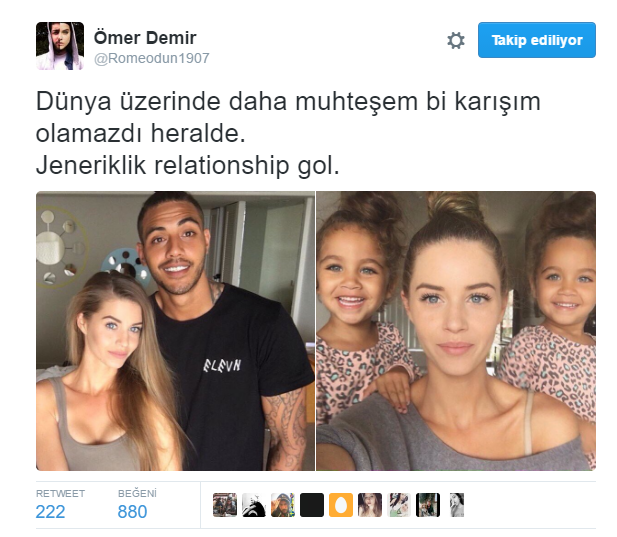 Ömer Demir
@Romeodun1907
Takip ediliyor
Dünya üzerinde daha muhteşem bi karışım
olamazdı heralde.
Jeneriklik relationship gol.
ELEVN
RETWEET
BEĞENİ
222
880